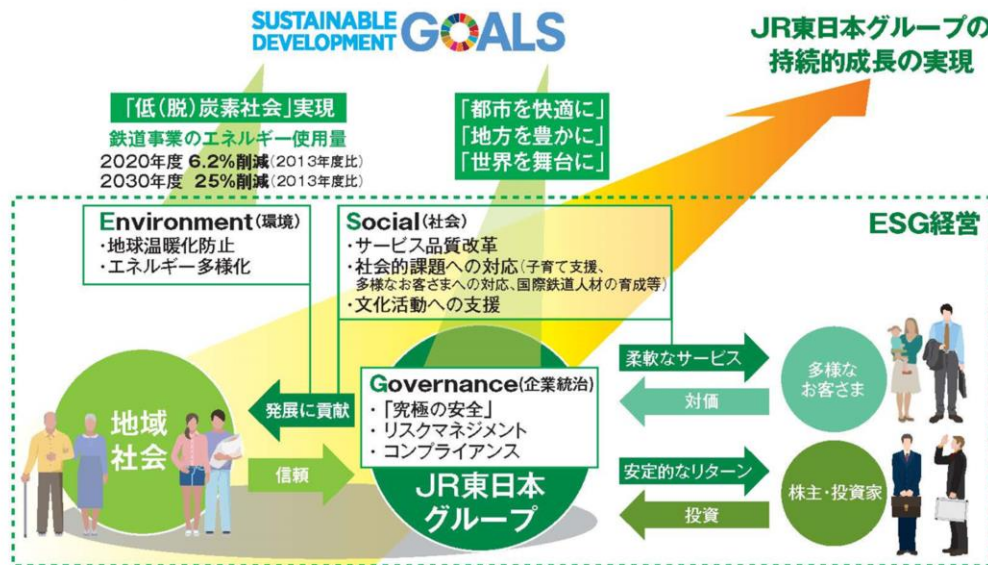 SUSTAINABLE
DEVELOPMENT
GOALS
JR東日本グループの
持続的成長の実現
「低(脱)炭素社会」実現
鉄道事業のエネルギー使用量
2020年度 6.2%削減(2013年度比)
2030年度 25%削減(2013年度比)
「都市を快適に」
「地方を豊かに」
「世界を舞台に」
ESG経営
Environment(環境)
・地球温暖化防止
・エネルギー多様化
Social(社会)
・サービス品質改革
・社会的課題への対応(子育て支援、
多様なお客さまへの対応、国際鉄道人材の育成等)
・文化活動への支援
地域
社会
発展に貢献
信頼
Governance(企業統治)
・「究極の安全」
・リスクマネジメント
・コンプライアンス
JR東日本
グループ
柔軟なサービス
対価
多様な
お客さま
安定的なリターン
投資
株主・投資家